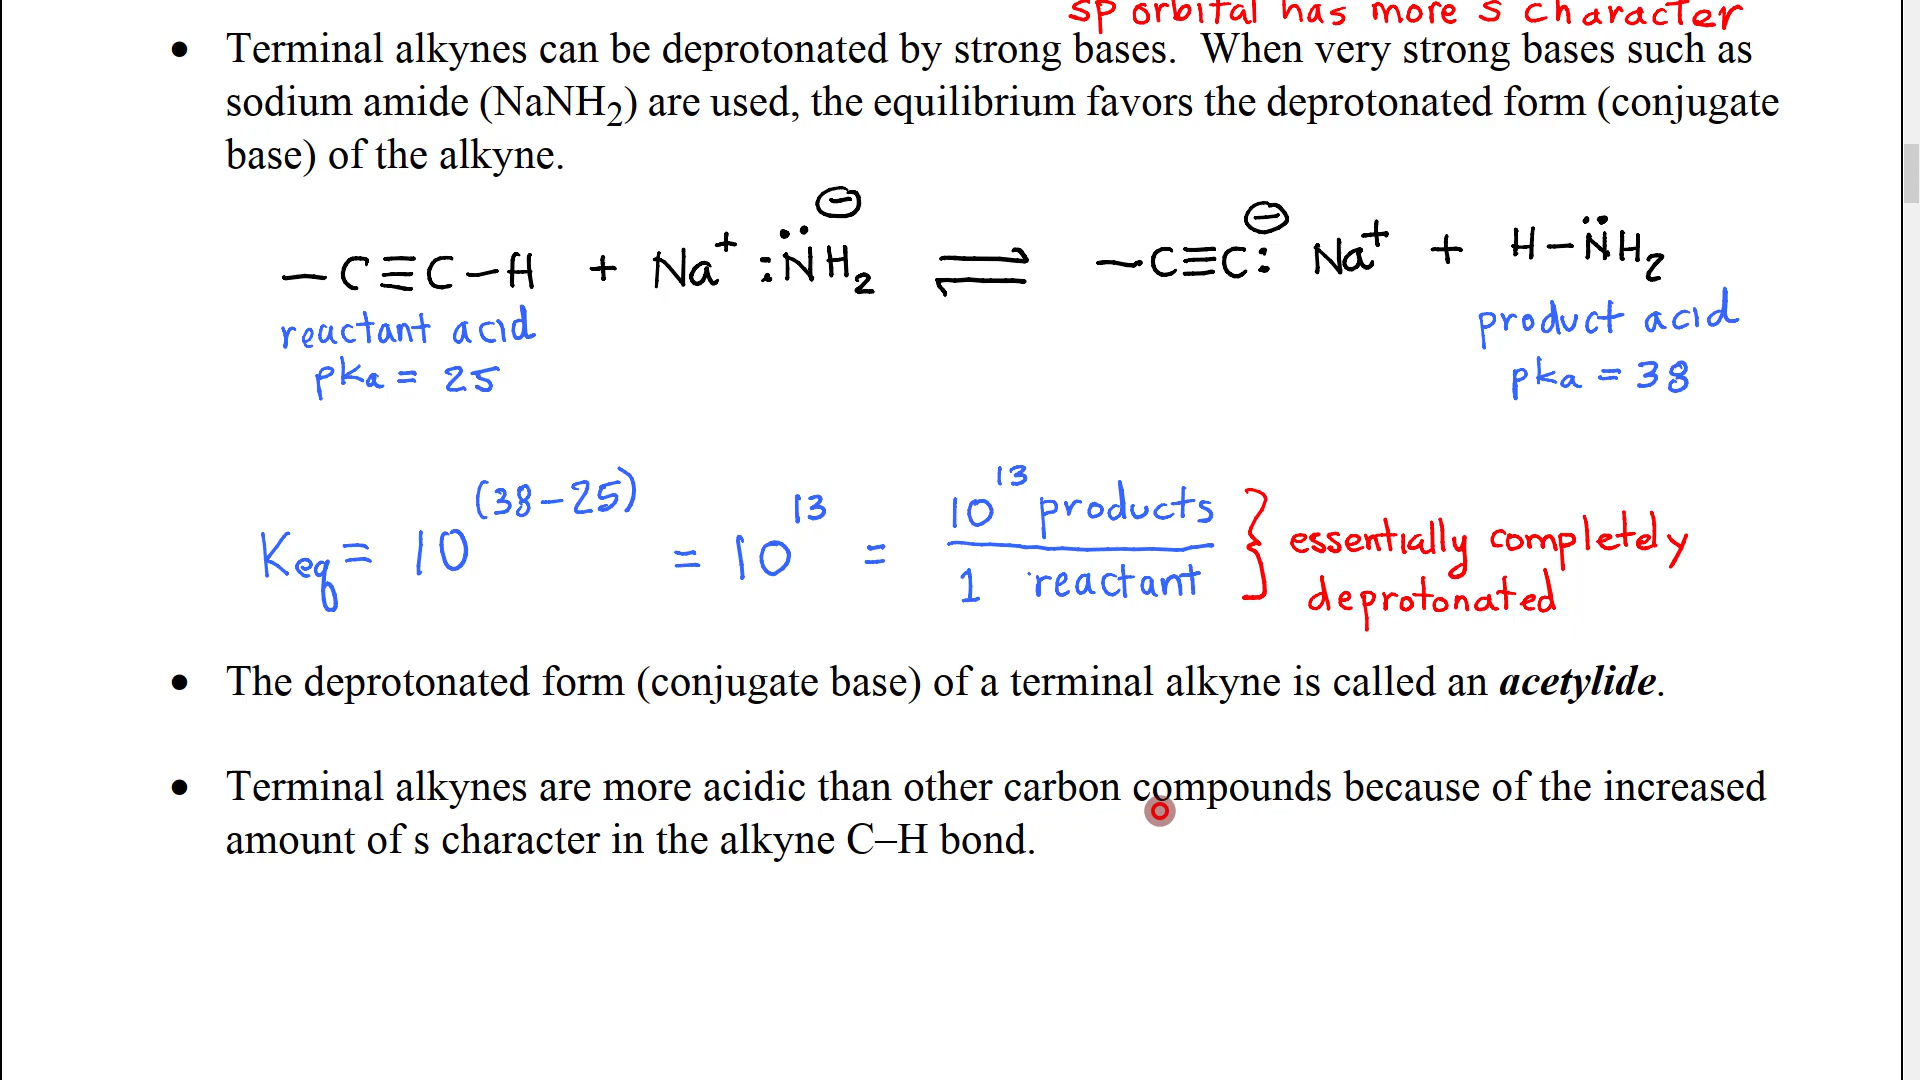 sp orbital has more s character
• Terminal alkynes can be deprotonated by strong bases. When very strong bases such as
sodium amide (NaNH₂) are used, the equilibrium favors the deprotonated form (conjugate
base) of the alkyne.
—C≡C—H + Na⁺ :N̈H₂ ⊖ ⇌ —C≡C:⊖ Na⁺ + H—N̈H₂
reactant acid product acid
pka = 25 pka = 38
Keq = 10^(38-25) = 10^13 = 10^13 products / 1 reactant } essentially completely
deprotonated
• The deprotonated form (conjugate base) of a terminal alkyne is called an acetylide.
• Terminal alkynes are more acidic than other carbon compounds because of the increased
amount of s character in the alkyne C–H bond.